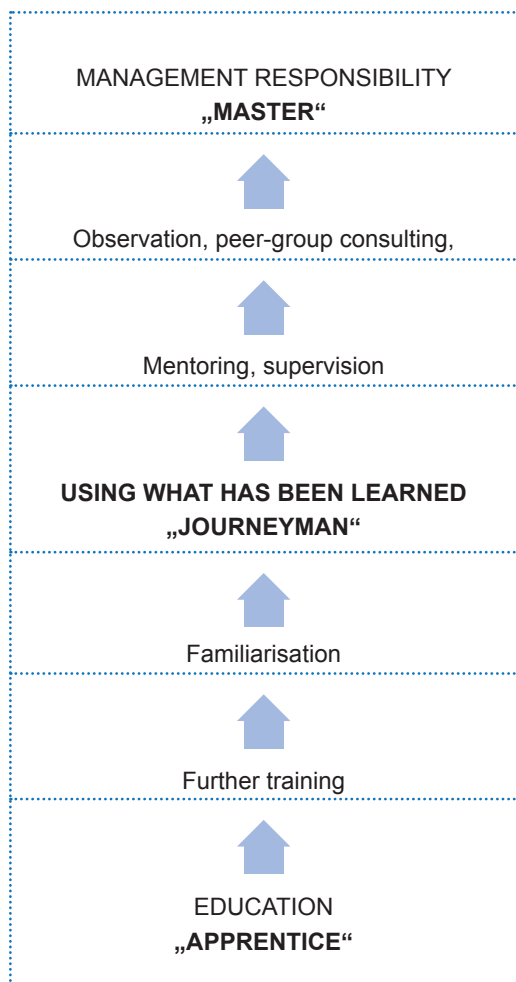 MANAGEMENT RESPONSIBILITY
„MASTER“
Observation, peer-group consulting,
Mentoring, supervision
USING WHAT HAS BEEN LEARNED
„JOURNEYMAN“
Familiarisation
Further training
EDUCATION
„APPRENTICE“